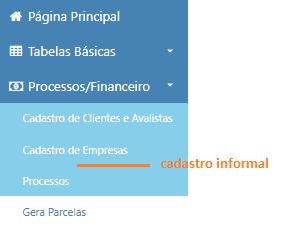 Página Principal
Tabelas Básicas
Processos/Financeiro
Cadastro de Clientes e Avalistas
Cadastro de Empresas
cadastro informal
Processos
Gera Parcelas